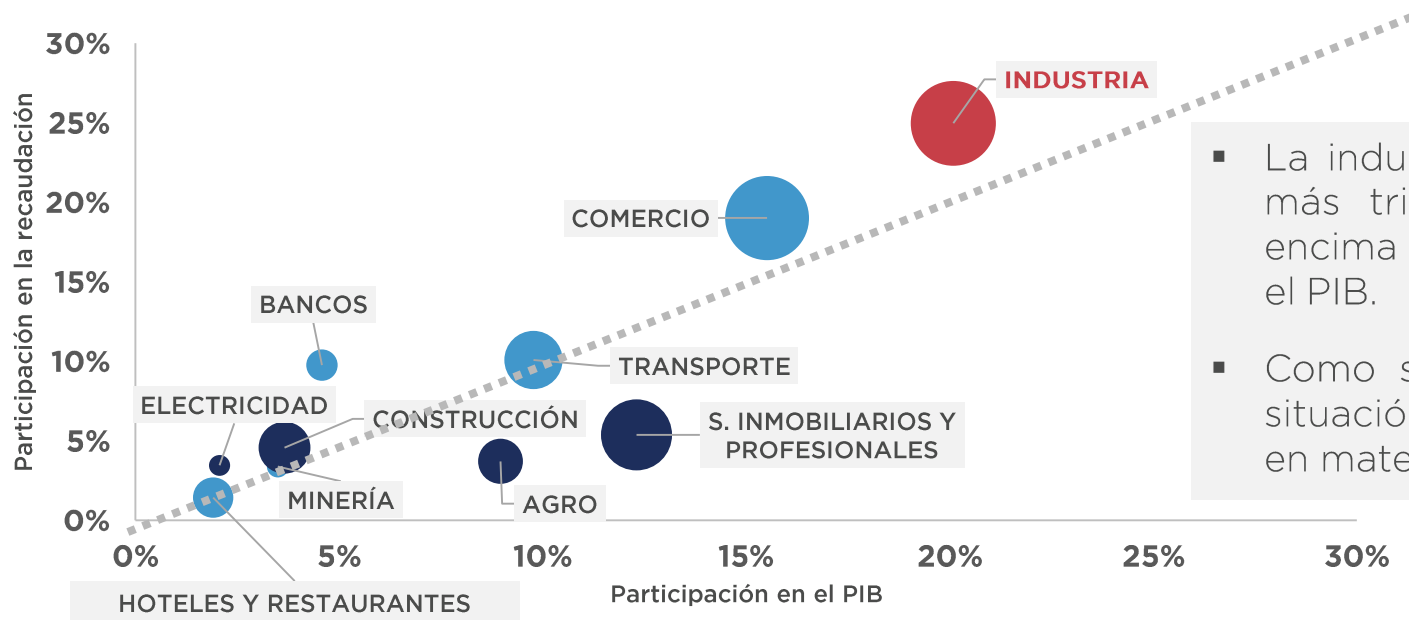 Participación en la recaudación
30%
25%
20%
15%
10%
5%
0%
INDUSTRIA
COMERCIO
BANCOS
TRANSPORTE
ELECTRICIDAD
CONSTRUCCIÓN
S. INMOBILIARIOS Y
PROFESIONALES
MINERÍA
AGRO
HOTELES Y RESTAURANTES
0%
5%
10%
15%
20%
25%
30%
Participación en el PIB
▪ La indu
más tri
encima
el PIB.
▪ Como s
situació
en mate